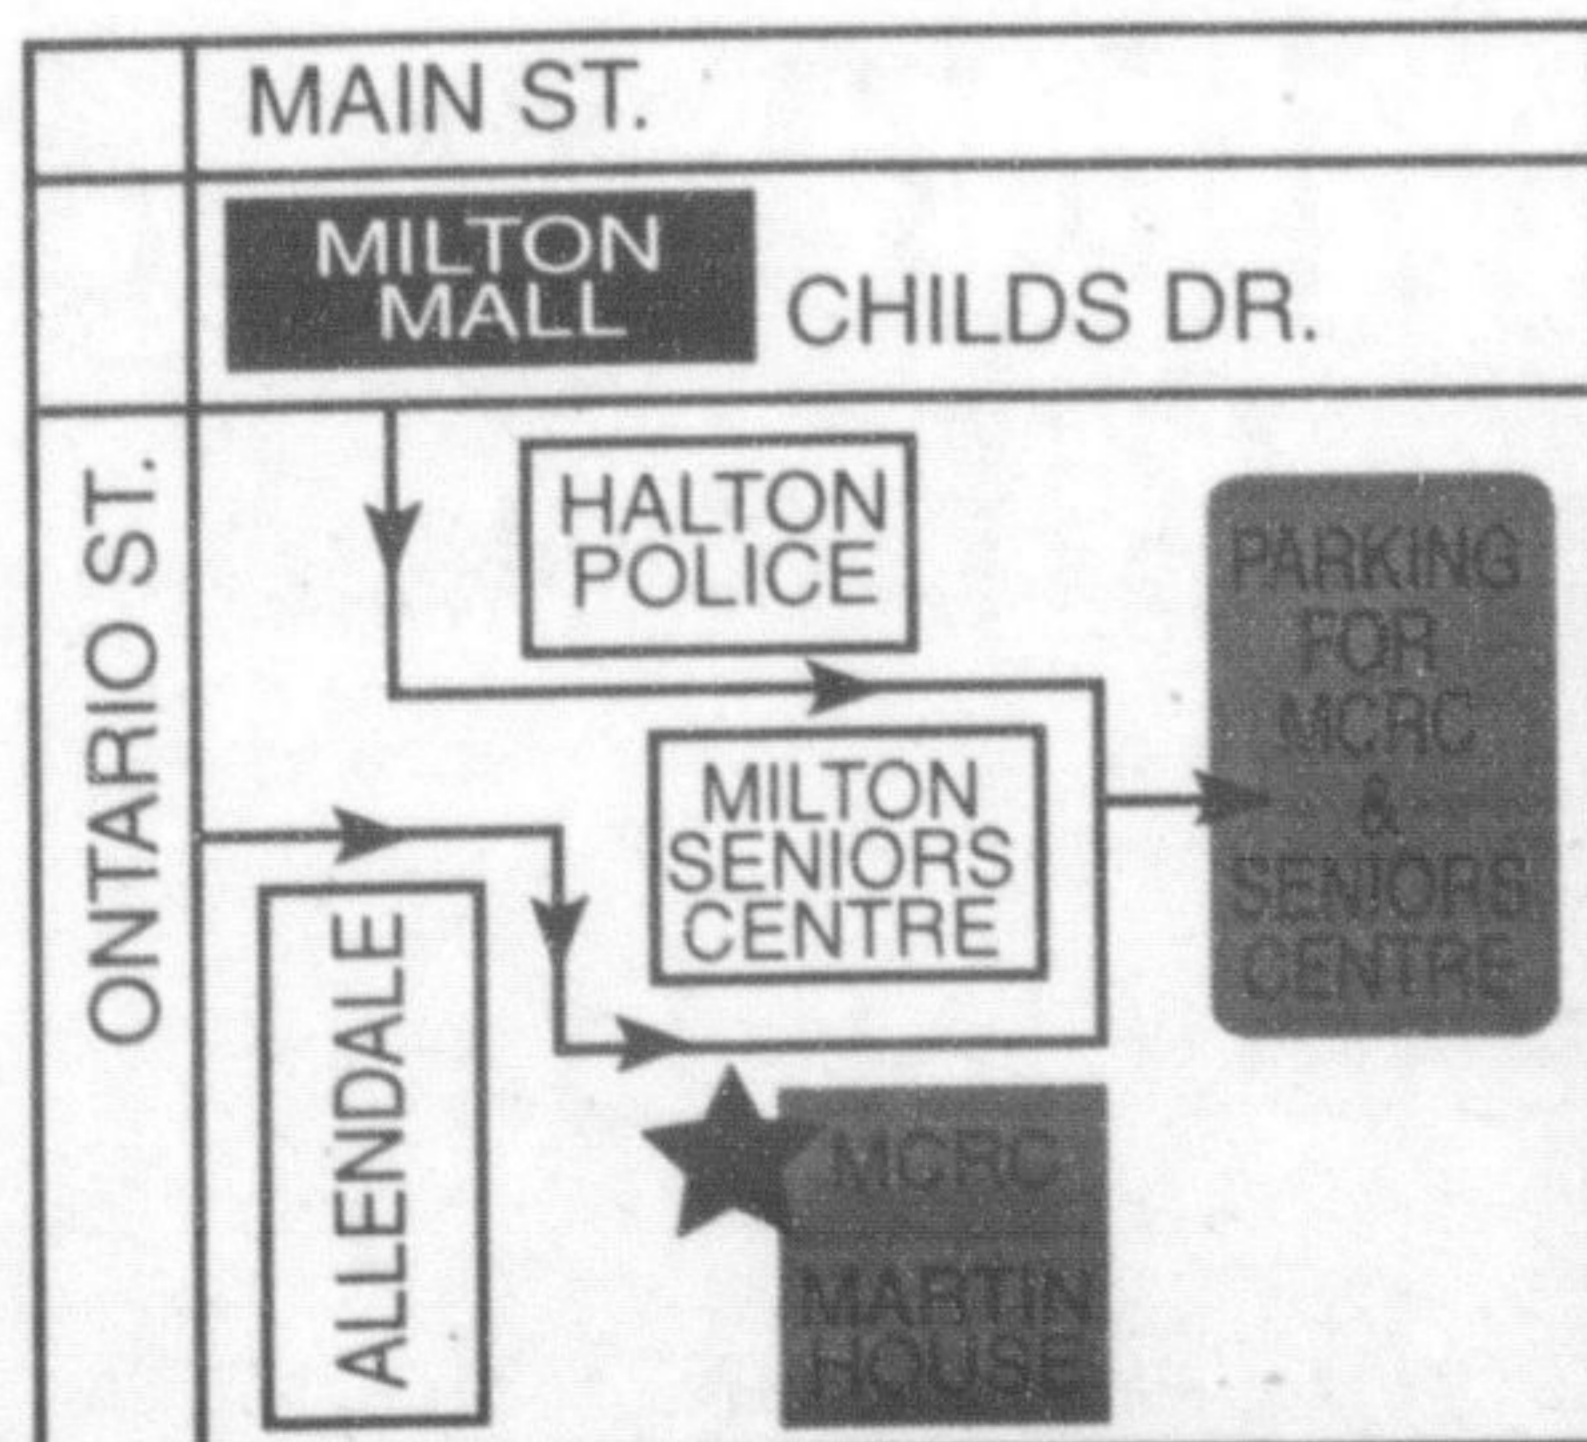 MAIN ST.
MILTON
MALL
CHILDS DR.
ONTARIO ST.
HALTON
POLICE
PARKING
FOR
MCRC
&
SENIORS
CENTRE
MILTON
SENIORS
CENTRE
ALLENDALE
MCRC
MARTIN
HOUSE